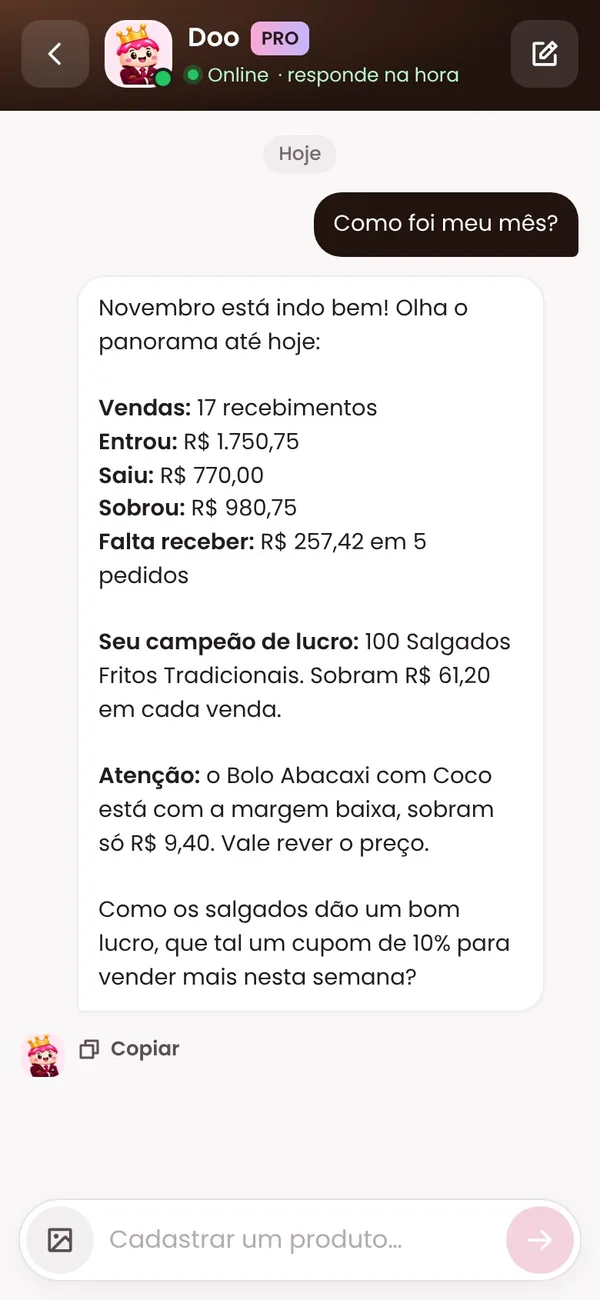 Doo PRO
Online · responde na hora
Hoje
Como foi meu mês?
Novembro está indo bem! Olha o
panorama até hoje:
Vendas: 17 recebimentos
Entrou: R$ 1.750,75
Saiu: R$ 770,00
Sobrou: R$ 980,75
Falta receber: R$ 257,42 em 5
pedidos
Seu campeão de lucro: 100 Salgados
Fritos Tradicionais. Sobram R$ 61,20
em cada venda.
Atenção: o Bolo Abacaxi com Coco
está com a margem baixa, sobram
só R$ 9,40. Vale rever o preço.
Como os salgados dão um bom
lucro, que tal um cupom de 10% para
vender mais nesta semana?
Copiar
Cadastrar um produto...